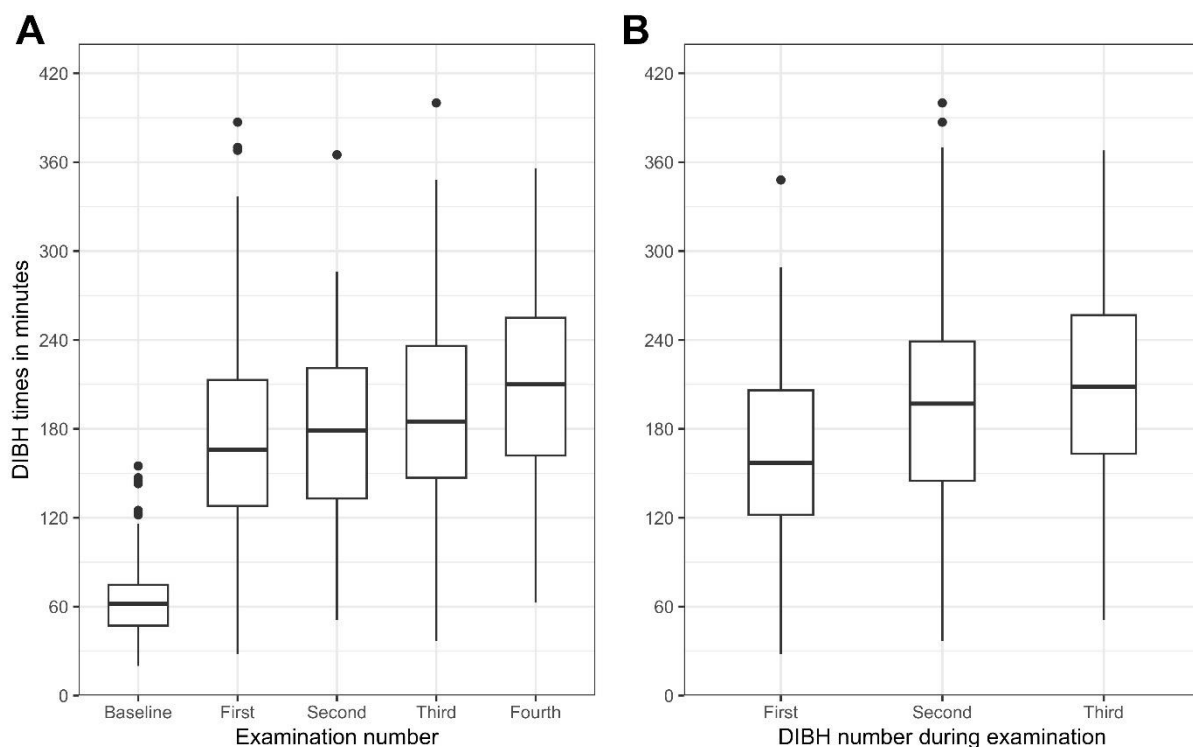 A
DIBH times in minutes
420
360
300
240
180
120
60
0
Baseline First Second Third Fourth
Examination number
B
420
360
300
240
180
120
60
0
First Second Third
DIBH number during examination